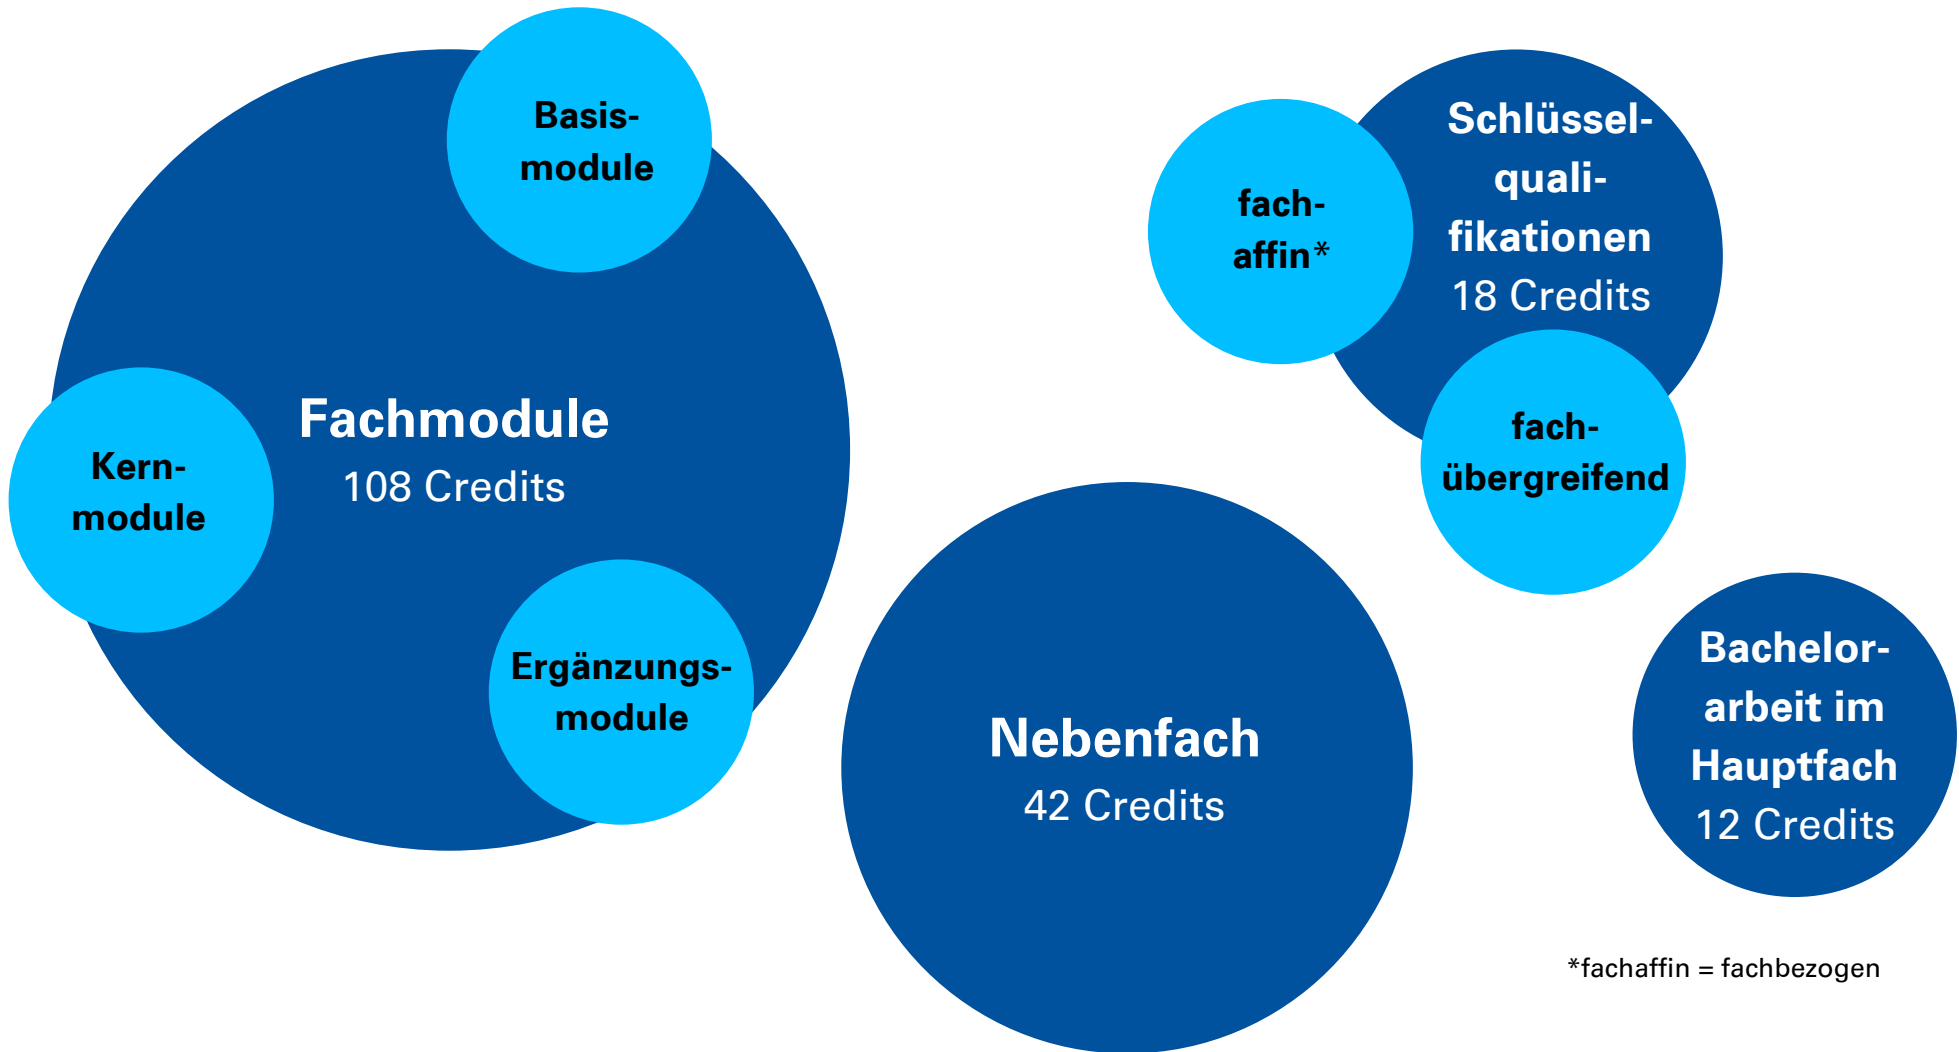 Basis-
module
Fachmodule
108 Credits
Kern-
module
Ergänzungs-
module
Schlüssel-
quali-
fikationen
18 Credits
fach-
affin*
fach-
übergreifend
Nebenfach
42 Credits
Bachelor-
arbeit im
Hauptfach
12 Credits
*fachaffin = fachbezogen